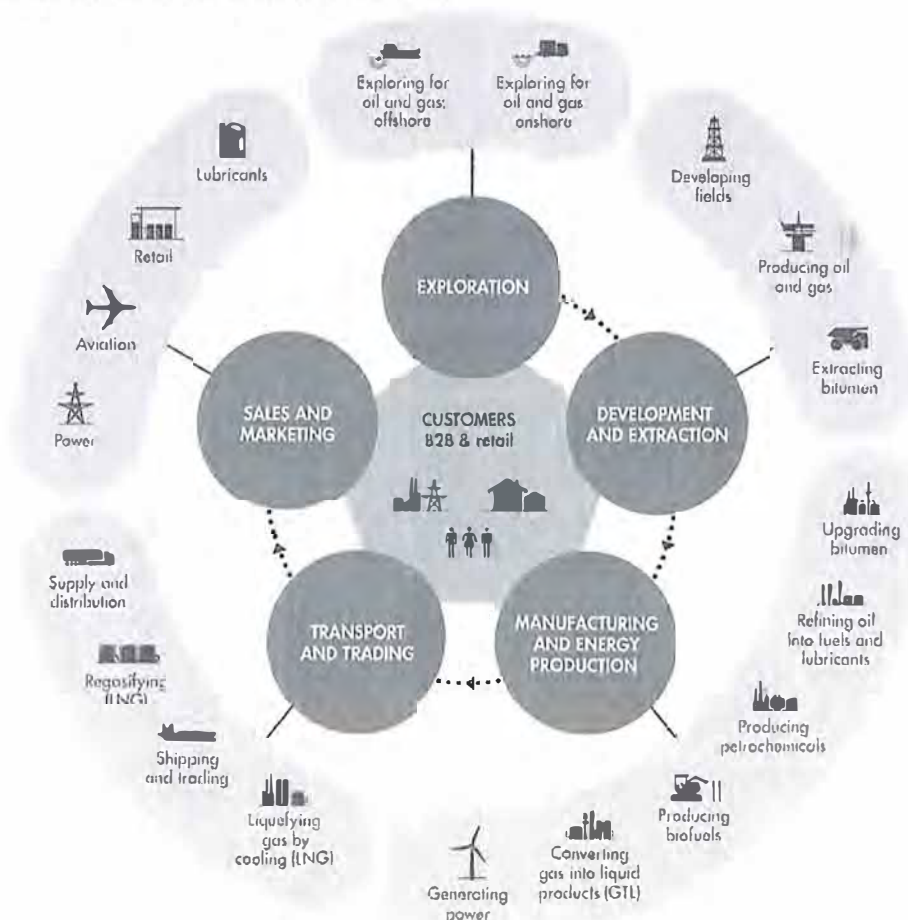 Exploring for
oil and gas:
offshore
Exploring for
oil and gas
onshore
Developing
fields
Producing oil
and gas
Extracting
bitumen
Upgrading
bitumen
Refining oil
into fuels and
lubricants
Producing
petrochemicals
Producing
biofuels
Converting
gas into liquid
products (GTL)
Generating
power
Liquefying
gas by
cooling (LNG)
Shipping
and trading
Regasifying
(LNG)
Supply and
distribution
Power
Aviation
Retail
Lubricants
EXPLORATION
DEVELOPMENT
AND EXTRACTION
MANUFACTURING
AND ENERGY
PRODUCTION
TRANSPORT
AND TRADING
SALES AND
MARKETING
CUSTOMERS
B2B & retail